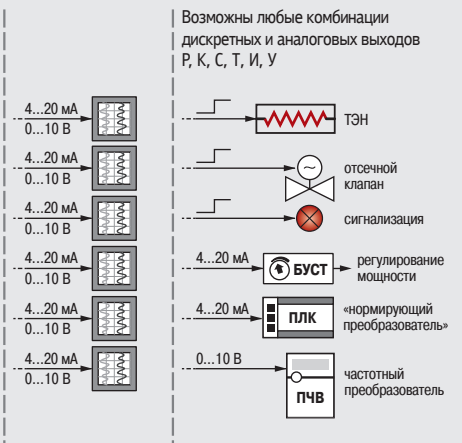 Возможны любые комбинации
дискретных и аналоговых выходов
Р, К, С, Т, И, У
4...20 мА
0...10 В
ТЭН
4...20 мА
0...10 В
отсечной
клапан
4...20 мА
0...10 В
сигнализация
4...20 мА
0...10 В
4...20 мА
БУСТ
регулирование
мощности
4...20 мА
0...10 В
4...20 мА
ПЛК
«нормирующий
преобразователь»
4...20 мА
0...10 В
0...10 В
ПЧВ
частотный
преобразователь